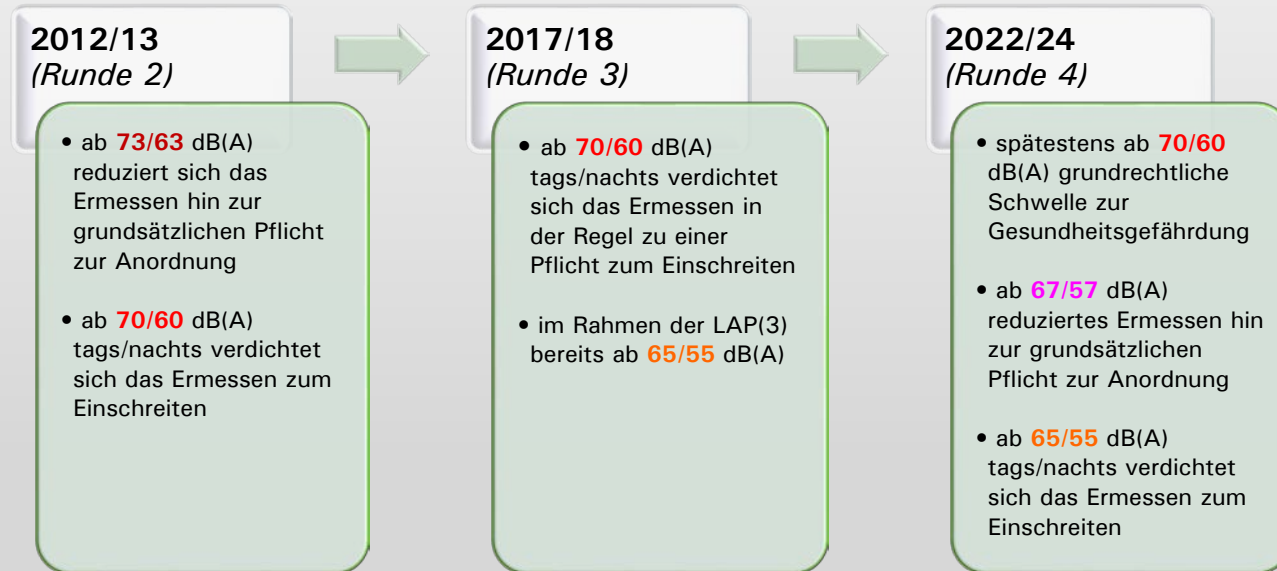 2012/13
(Runde 2)
• ab 73/63 dB(A)
reduziert sich das
Ermessen hin zur
grundsätzlichen Pflicht
zur Anordnung
• ab 70/60 dB(A)
tags/nachts verdichtet
sich das Ermessen zum
Einschreiten
2017/18
(Runde 3)
• ab 70/60 dB(A)
tags/nachts verdichtet
sich das Ermessen in
der Regel zu einer
Pflicht zum Einschreiten
• im Rahmen der LAP(3)
bereits ab 65/55 dB(A)
2022/24
(Runde 4)
• spätestens ab 70/60
dB(A) grundrechtliche
Schwelle zur
Gesundheitsgefährdung
• ab 67/57 dB(A)
reduziertes Ermessen hin
zur grundsätzlichen
Pflicht zur Anordnung
• ab 65/55 dB(A)
tags/nachts verdichtet
sich das Ermessen zum
Einschreiten